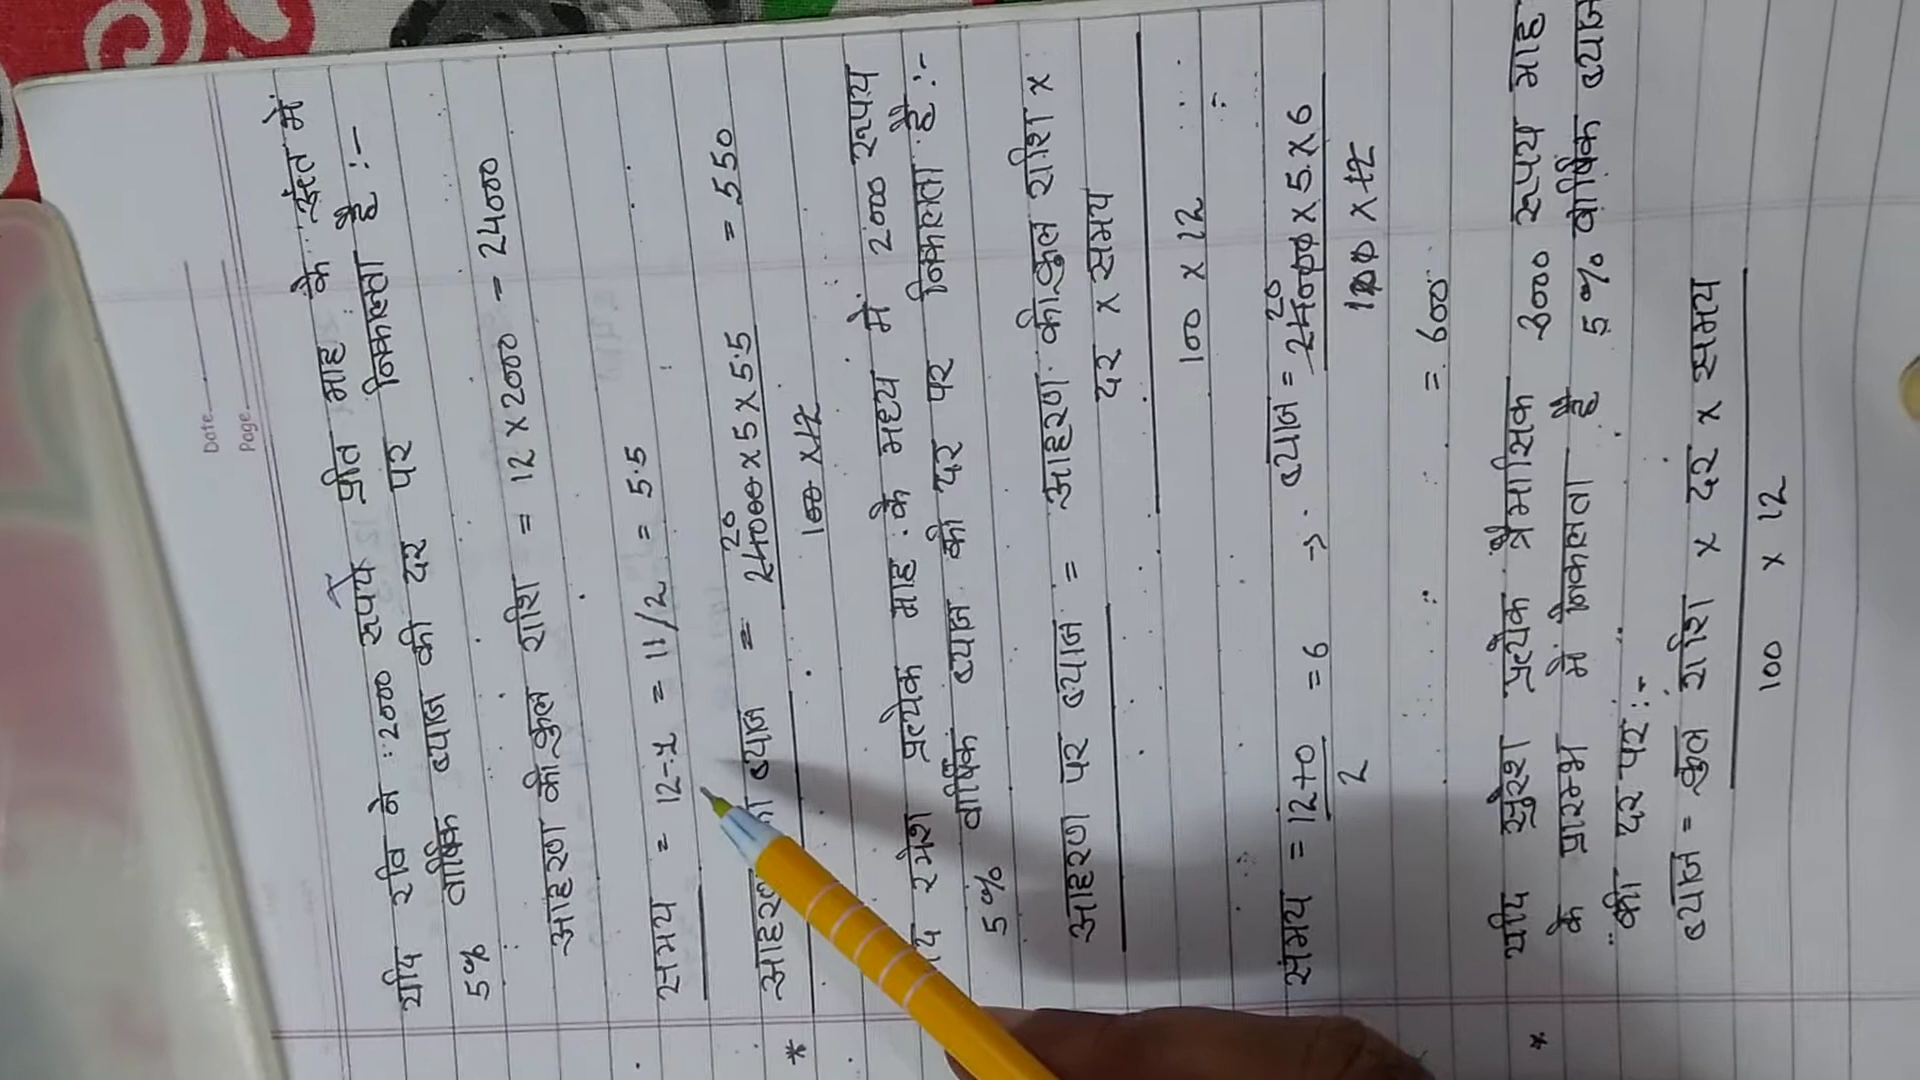 Date
Page
यदि रवि ने 2000 रूपये प्रति माह के अंत में
5% वार्षिक ब्याज की दर पर निकालता है :-
आहरण की कुल राशि = 12 x 2000 = 24000
समय = 12-1 = 11/2 = 5.5
आहरण ब्याज = 24000 x 5 x 5.5 = 550
20
100 x 12
* रमेश प्रत्येक माह के मध्य में 2000 रूपय
5% वार्षिक ब्याज की दर पर निकालता है :-
आहरण पर ब्याज = आहरण की कुल राशि x
दर x समय
100 x 12
समय = 12+0 = 6 → ब्याज = 24000 x 5 x 6
2
20
100 x 12
= 600
* यदि सुरेश प्रत्येक त्रैमासिक 3000 रूपय माह
के प्रारम्भ में निकालता है 5% वार्षिक ब्याज
की दर पर :-
ब्याज = कुल राशि x दर x समय
100 x 12